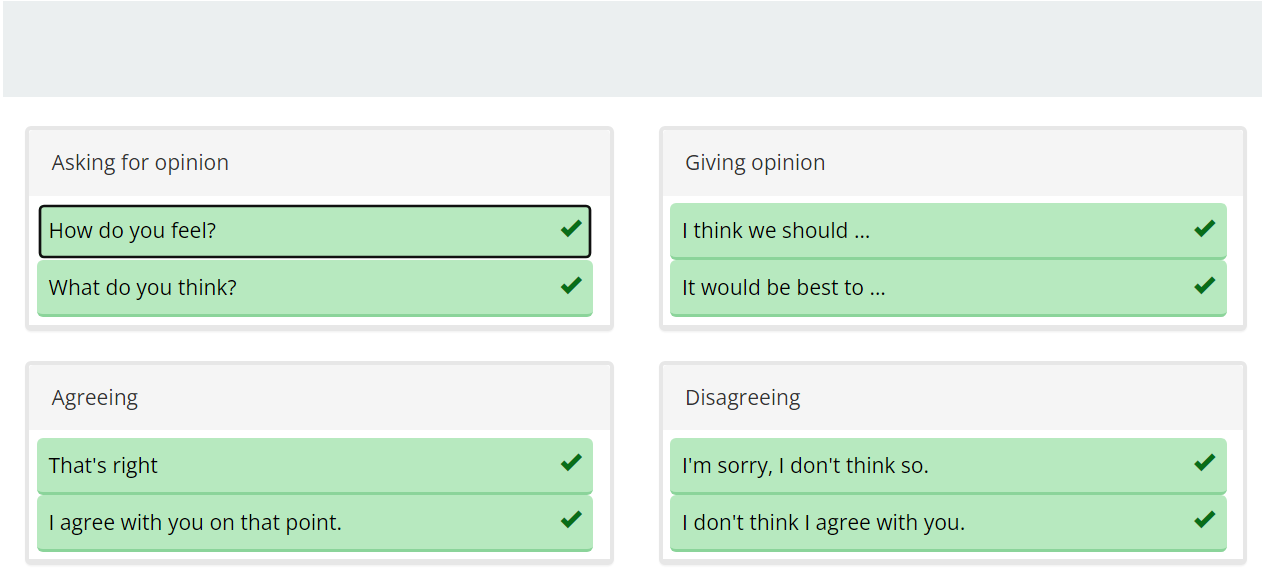 Asking for opinion
How do you feel?
What do you think?
Giving opinion
I think we should ...
It would be best to ...
Agreeing
That's right
I agree with you on that point.
Disagreeing
I'm sorry, I don't think so.
I don't think I agree with you.